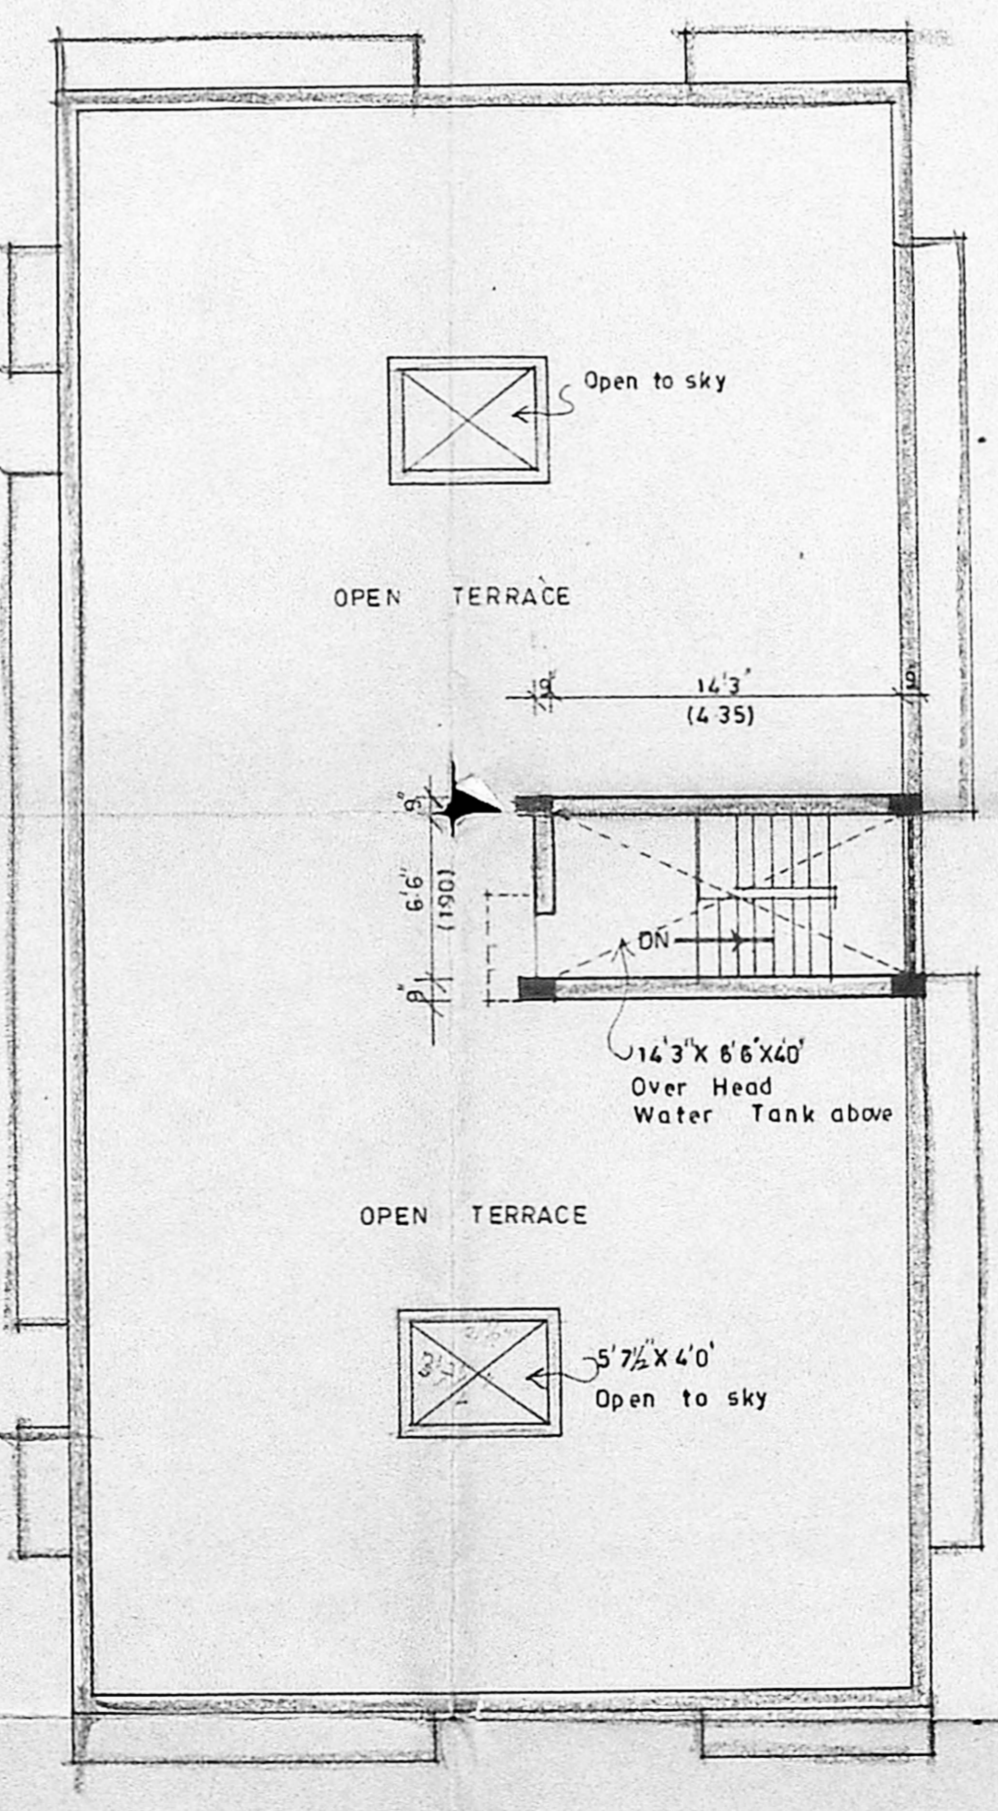 Open to sky
OPEN TERRACE
9"
14'3"
9"
(4.35)
9"
6'6"
(1.90)
9"
DN
14'3"X 6'6"X4'0"
Over Head
Water Tank above
OPEN TERRACE
5'7½"X 4'0"
Open to sky